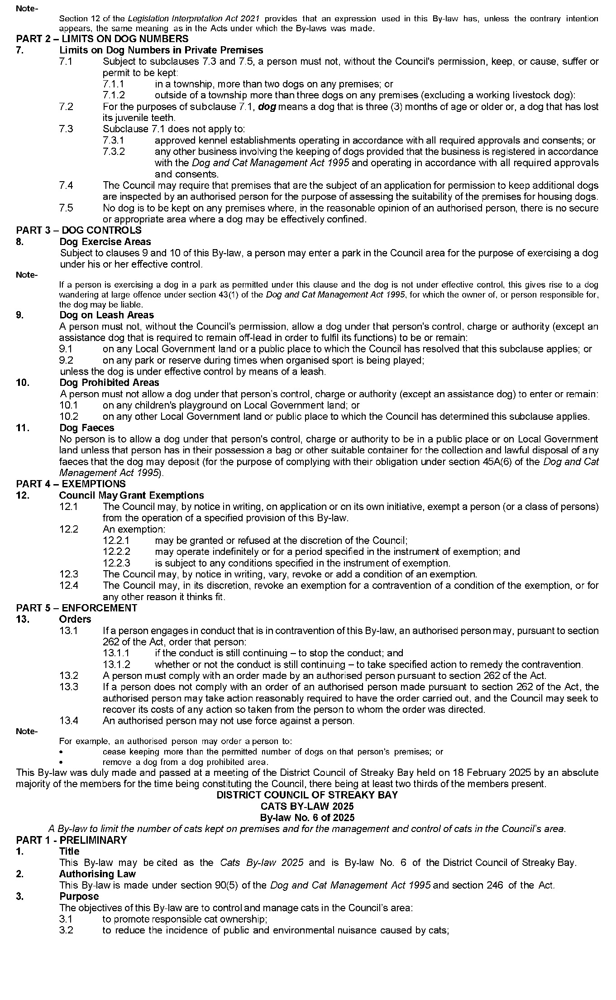 Note-
Section 12 of the Legislation Interpretation Act 2021 provides that an expression used in this By-law has, unless the contrary intention
appears, the same meaning as in the Acts under which the By-laws was made.
PART 2 – LIMITS ON DOG NUMBERS
7. Limits on Dog Numbers in Private Premises
7.1 Subject to subclauses 7.3 and 7.5, a person must not, without the Council's permission, keep, or cause, suffer or
permit to be kept:
7.1.1 in a township, more than two dogs on any premises; or
7.1.2 outside of a township more than three dogs on any premises (excluding a working livestock dog):
7.2 For the purposes of subclause 7.1, dog means a dog that is three (3) months of age or older or, a dog that has lost
its juvenile teeth.
7.3 Subclause 7.1 does not apply to:
7.3.1 approved kennel establishments operating in accordance with all required approvals and consents; or
7.3.2 any other business involving the keeping of dogs provided that the business is registered in accordance
with the Dog and Cat Management Act 1995 and operating in accordance with all required approvals
and consents.
7.4 The Council may require that premises that are the subject of an application for permission to keep additional dogs
are inspected by an authorised person for the purpose of assessing the suitability of the premises for housing dogs.
7.5 No dog is to be kept on any premises where, in the reasonable opinion of an authorised person, there is no secure
or appropriate area where a dog may be effectively confined.
PART 3 – DOG CONTROLS
8. Dog Exercise Areas
Subject to clauses 9 and 10 of this By-law, a person may enter a park in the Council area for the purpose of exercising a dog
under his or her effective control.
Note-
If a person is exercising a dog in a park as permitted under this clause and the dog is not under effective control, this gives rise to a dog
wandering at large offence under section 43(1) of the Dog and Cat Management Act 1995, for which the owner of, or person responsible for,
the dog may be liable.
9. Dog on Leash Areas
A person must not, without the Council's permission, allow a dog under that person's control, charge or authority (except an
assistance dog that is required to remain off-lead in order to fulfil its functions) to be or remain:
9.1 on any Local Government land or a public place to which the Council has resolved that this subclause applies; or
9.2 on any park or reserve during times when organised sport is being played;
unless the dog is under effective control by means of a leash.
10. Dog Prohibited Areas
A person must not allow a dog under that person's control, charge or authority (except an assistance dog) to enter or remain:
10.1 on any children's playground on Local Government land; or
10.2 on any other Local Government land or public place to which the Council has determined this subclause applies.
11. Dog Faeces
No person is to allow a dog under that person's control, charge or authority to be in a public place or on Local Government
land unless that person has in their possession a bag or other suitable container for the collection and lawful disposal of any
faeces that the dog may deposit (for the purpose of complying with their obligation under section 45A(6) of the Dog and Cat
Management Act 1995).
PART 4 – EXEMPTIONS
12. Council May Grant Exemptions
12.1 The Council may, by notice in writing, on application or on its own initiative, exempt a person (or a class of persons)
from the operation of a specified provision of this By-law.
12.2 An exemption:
12.2.1 may be granted or refused at the discretion of the Council;
12.2.2 may operate indefinitely or for a period specified in the instrument of exemption; and
12.2.3 is subject to any conditions specified in the instrument of exemption.
12.3 The Council may, by notice in writing, vary, revoke or add a condition of an exemption.
12.4 The Council may, in its discretion, revoke an exemption for a contravention of a condition of the exemption, or for
any other reason it thinks fit.
PART 5 – ENFORCEMENT
13. Orders
13.1 If a person engages in conduct that is in contravention of this By-law, an authorised person may, pursuant to section
262 of the Act, order that person:
13.1.1 if the conduct is still continuing – to stop the conduct; and
13.1.2 whether or not the conduct is still continuing – to take specified action to remedy the contravention.
13.2 A person must comply with an order made by an authorised person pursuant to section 262 of the Act.
13.3 If a person does not comply with an order of an authorised person made pursuant to section 262 of the Act, the
authorised person may take action reasonably required to have the order carried out, and the Council may seek to
recover its costs of any action so taken from the person to whom the order was directed.
13.4 An authorised person may not use force against a person.
Note-
For example, an authorised person may order a person to:
• cease keeping more than the permitted number of dogs on that person's premises; or
• remove a dog from a dog prohibited area.
This By-law was duly made and passed at a meeting of the District Council of Streaky Bay held on 18 February 2025 by an absolute
majority of the members for the time being constituting the Council, there being at least two thirds of the members present.
DISTRICT COUNCIL OF STREAKY BAY
CATS BY-LAW 2025
By-law No. 6 of 2025
A By-law to limit the number of cats kept on premises and for the management and control of cats in the Council's area.
PART 1 - PRELIMINARY
1. Title
This By-law may be cited as the Cats By-law 2025 and is By-law No. 6 of the District Council of Streaky Bay.
2. Authorising Law
This By-law is made under section 90(5) of the Dog and Cat Management Act 1995 and section 246 of the Act.
3. Purpose
The objectives of this By-law are to control and manage cats in the Council's area:
3.1 to promote responsible cat ownership;
3.2 to reduce the incidence of public and environmental nuisance caused by cats;